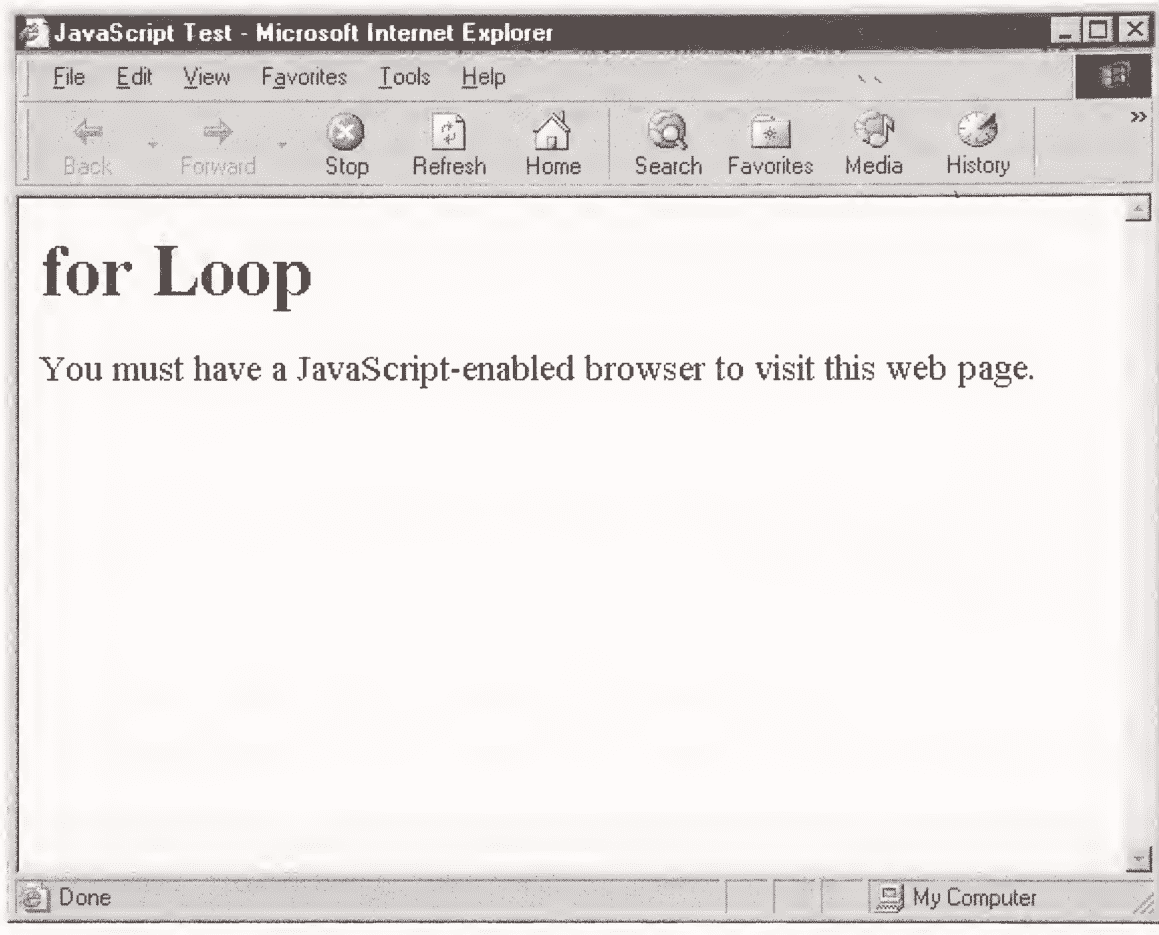 JavaScript Test - Microsoft Internet Explorer
File Edit View Favorites Tools Help
»
Back Forward Stop Refresh Home Search Favorites Media History
for Loop
You must have a JavaScript-enabled browser to visit this web page.
Done My Computer